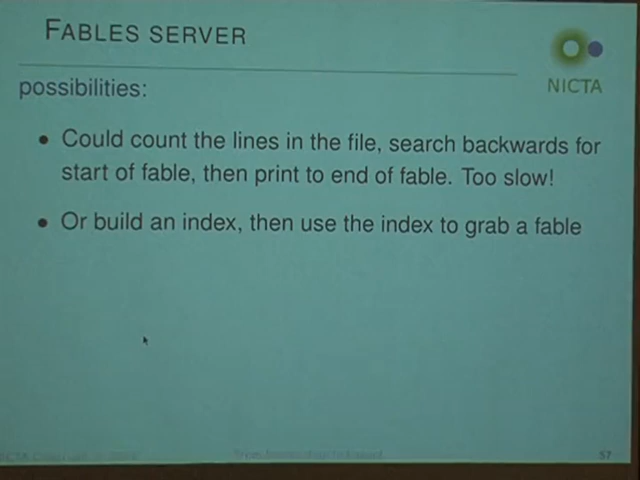 FABLES SERVER
NICTA
possibilities:
• Could count the lines in the file, search backwards for
start of fable, then print to end of fable. Too slow!
• Or build an index, then use the index to grab a fable
57